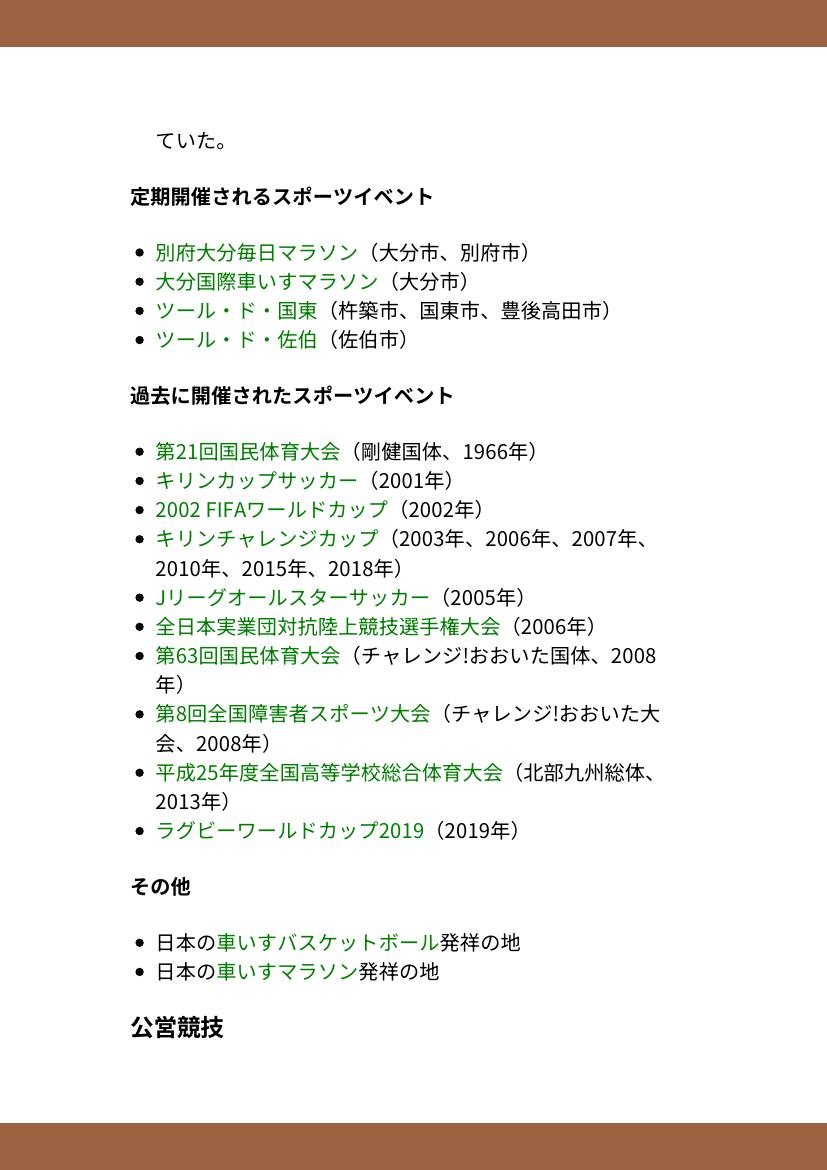 ていた。
定期開催されるスポーツイベント
• 別府大分毎日マラソン（大分市、別府市）
• 大分国際車いすマラソン（大分市）
• ツール・ド・国東（杵築市、国東市、豊後高田市）
• ツール・ド・佐伯（佐伯市）
過去に開催されたスポーツイベント
• 第21回国民体育大会（剛健国体、1966年）
• キリンカップサッカー（2001年）
• 2002 FIFAワールドカップ（2002年）
• キリンチャレンジカップ（2003年、2006年、2007年、
2010年、2015年、2018年）
• Jリーグオールスターサッカー（2005年）
• 全日本実業団対抗陸上競技選手権大会（2006年）
• 第63回国民体育大会（チャレンジ!おおいた国体、2008
年）
• 第8回全国障害者スポーツ大会（チャレンジ!おおいた大
会、2008年）
• 平成25年度全国高等学校総合体育大会（北部九州総体、
2013年）
• ラグビーワールドカップ2019（2019年）
その他
• 日本の車いすバスケットボール発祥の地
• 日本の車いすマラソン発祥の地
公営競技